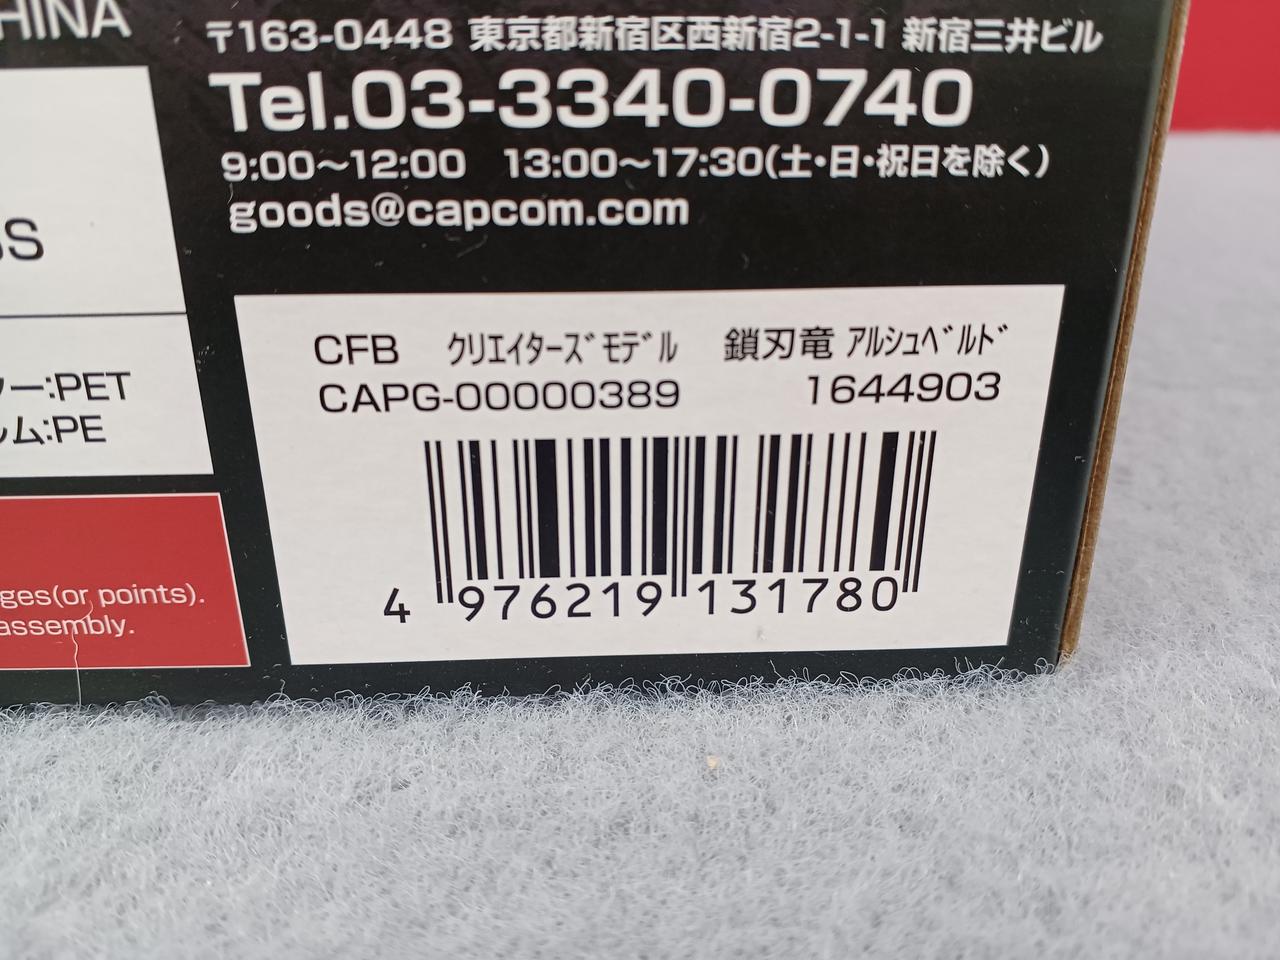 HINA
〒163-0448 東京都新宿区西新宿2-1-1 新宿三井ビル
Tel.03-3340-0740
9:00～12:00 13:00～17:30(土・日・祝日を除く)
goods@capcom.com
S
ー:PET
ム:PE
ges(or points).
assembly.
CFB ｸﾘｴｲﾀｰｽﾞﾓﾃﾞﾙ 鎖刃竜 ｱﾙｼｭﾍﾞﾙﾄﾞ
CAPG-00000389 1644903
4 976219 131780